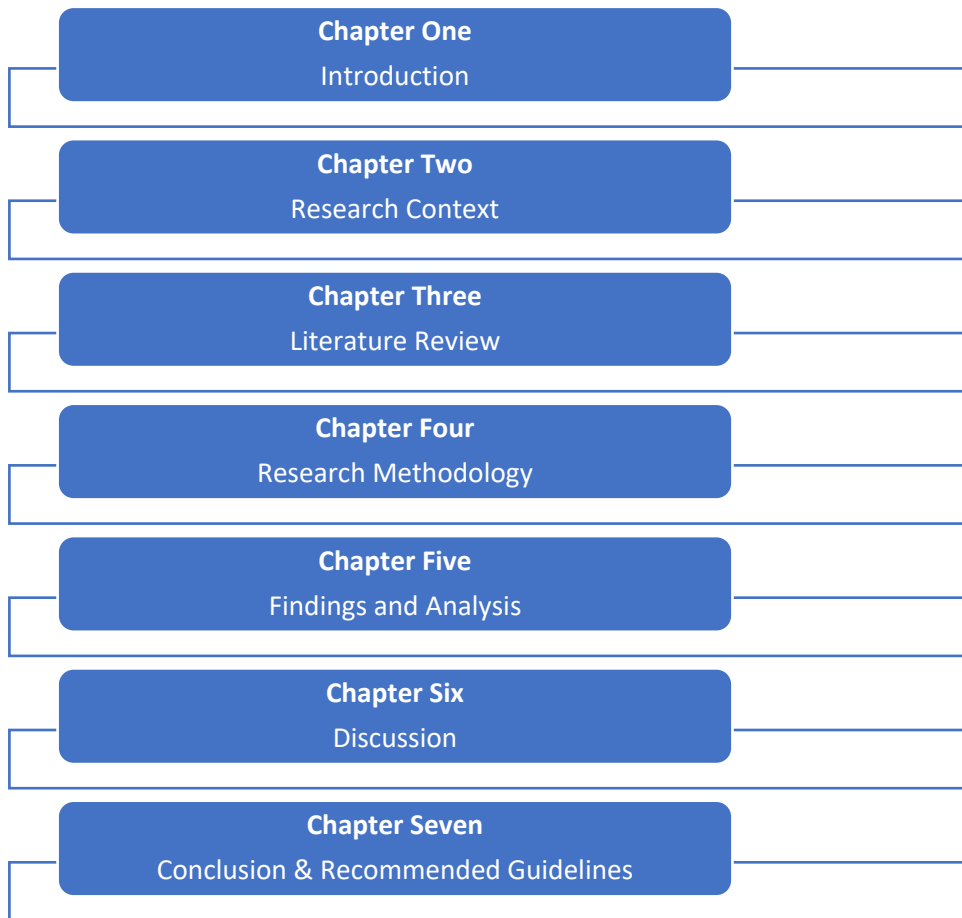 Chapter One
Introduction
Chapter Two
Research Context
Chapter Three
Literature Review
Chapter Four
Research Methodology
Chapter Five
Findings and Analysis
Chapter Six
Discussion
Chapter Seven
Conclusion & Recommended Guidelines